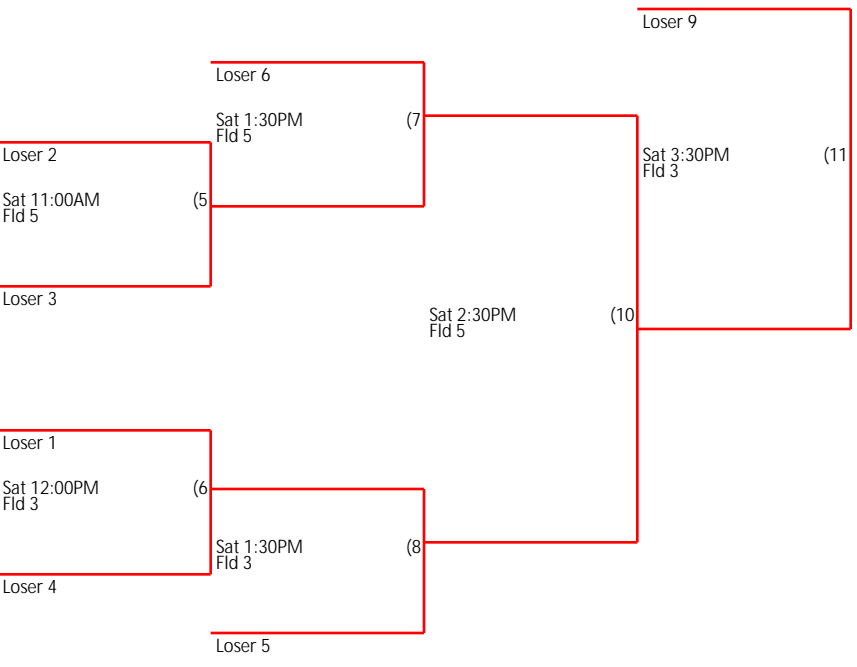 Loser 9
Loser 6
Sat 1:30PM (7
Fld 5
Loser 2
Sat 3:30PM (11
Fld 3
Sat 11:00AM (5
Fld 5
Loser 3
Sat 2:30PM (10
Fld 5
Loser 1
Sat 12:00PM (6
Fld 3
Sat 1:30PM (8
Fld 3
Loser 4
Loser 5